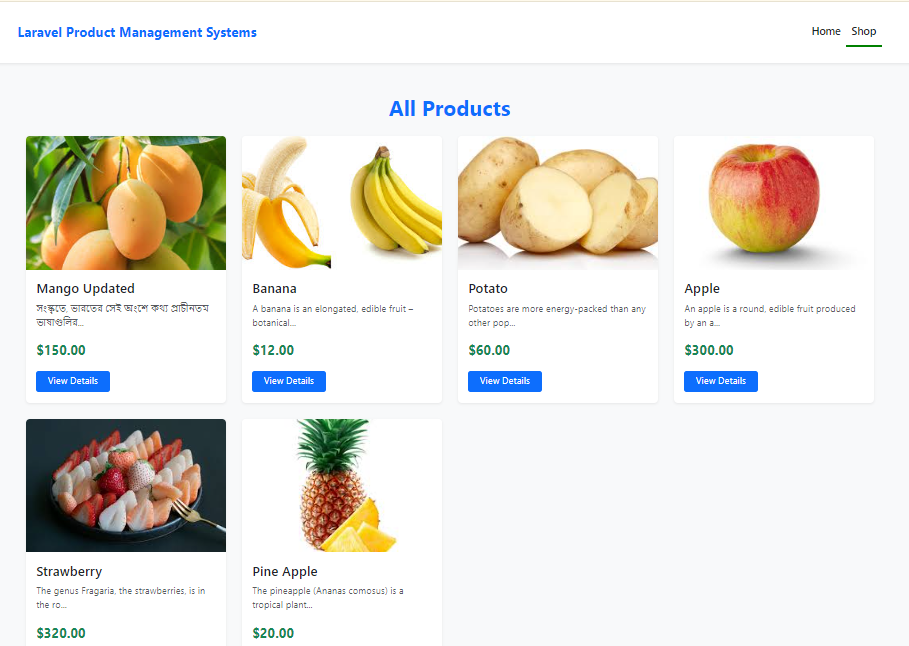 Laravel Product Management Systems
Home Shop
All Products
Mango Updated
সংস্কৃতে, ভারতের সেই অংশে কথ্য প্রাচীনতম
ভাষাগুলির...
$150.00
View Details
Banana
A banana is an elongated, edible fruit –
botanical...
$12.00
View Details
Potato
Potatoes are more energy-packed than any
other pop...
$60.00
View Details
Apple
An apple is a round, edible fruit produced
by an a...
$300.00
View Details
Strawberry
The genus Fragaria, the strawberries, is in
the ro...
$320.00
Pine Apple
The pineapple (Ananas comosus) is a
tropical plant...
$20.00